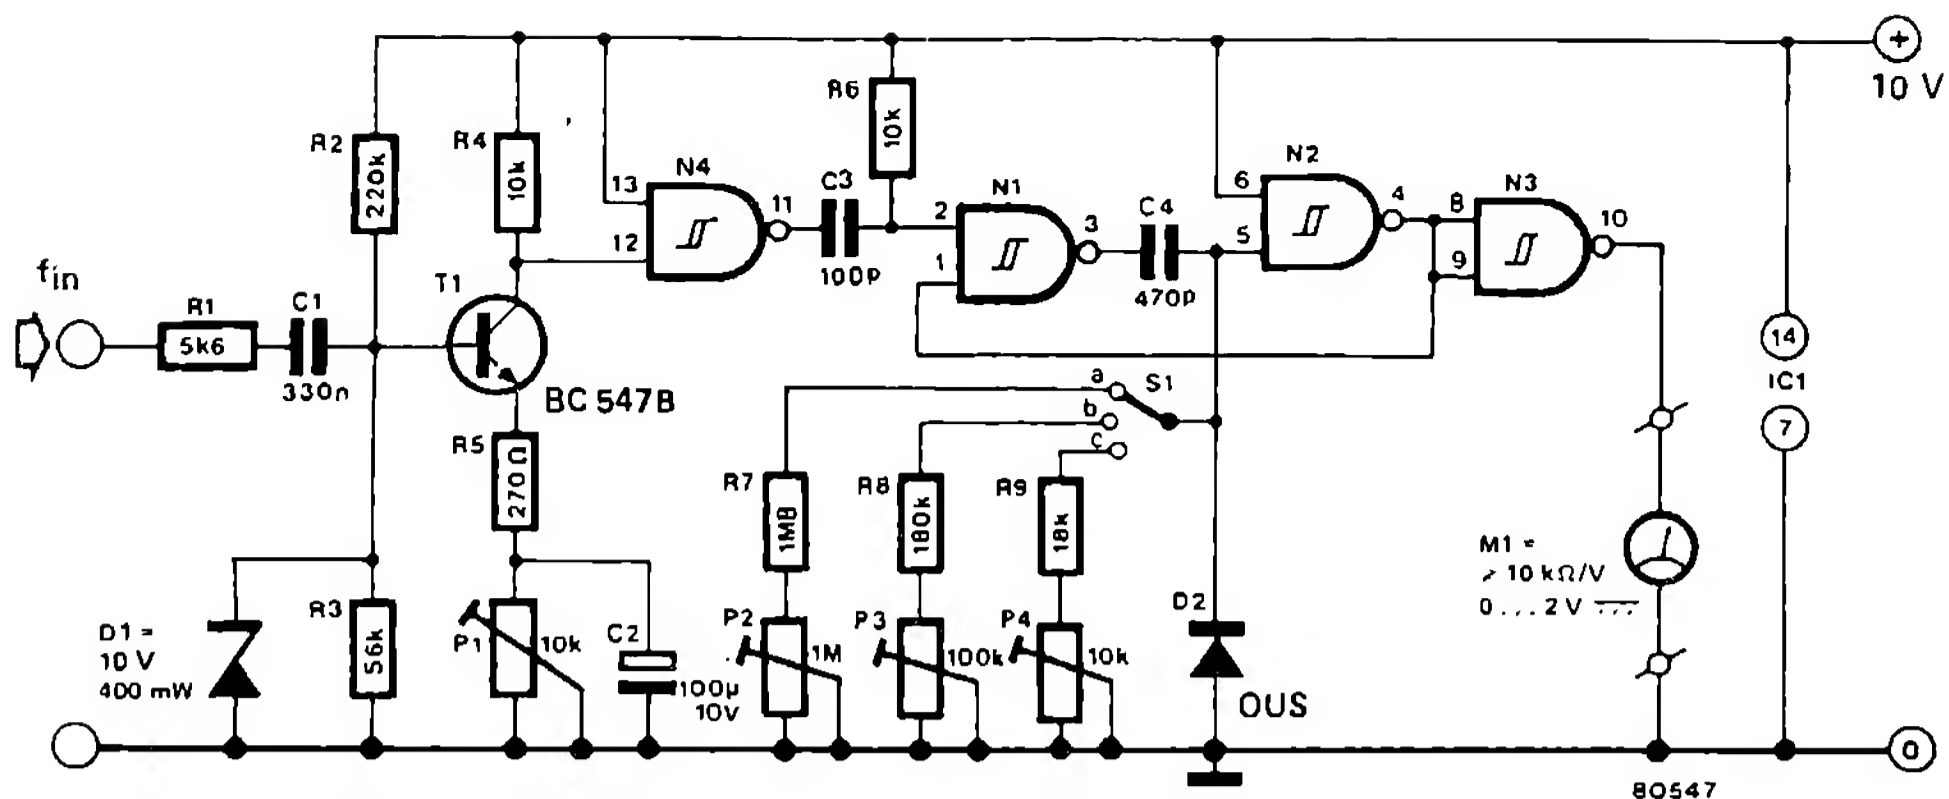 +
10 V
R2
220k
R4
10k
R6
10k
N4
13
12
11
C3
100p
N1
2
1
3
C4
470p
N2
6
5
4
N3
8
9
10
fin
R1
5k6
C1
330n
T1
BC 547B
R5
270Ω
a
b
c
S1
14
IC1
7
R7
1M8
R8
180k
R9
18k
M1 =
> 10 kΩ/V
0 . . . 2 V
D1 =
10 V
400 mW
R3
56k
P1
10k
C2
100µ
10V
P2
1M
P3
100k
P4
10k
D2
OUS
0
80547